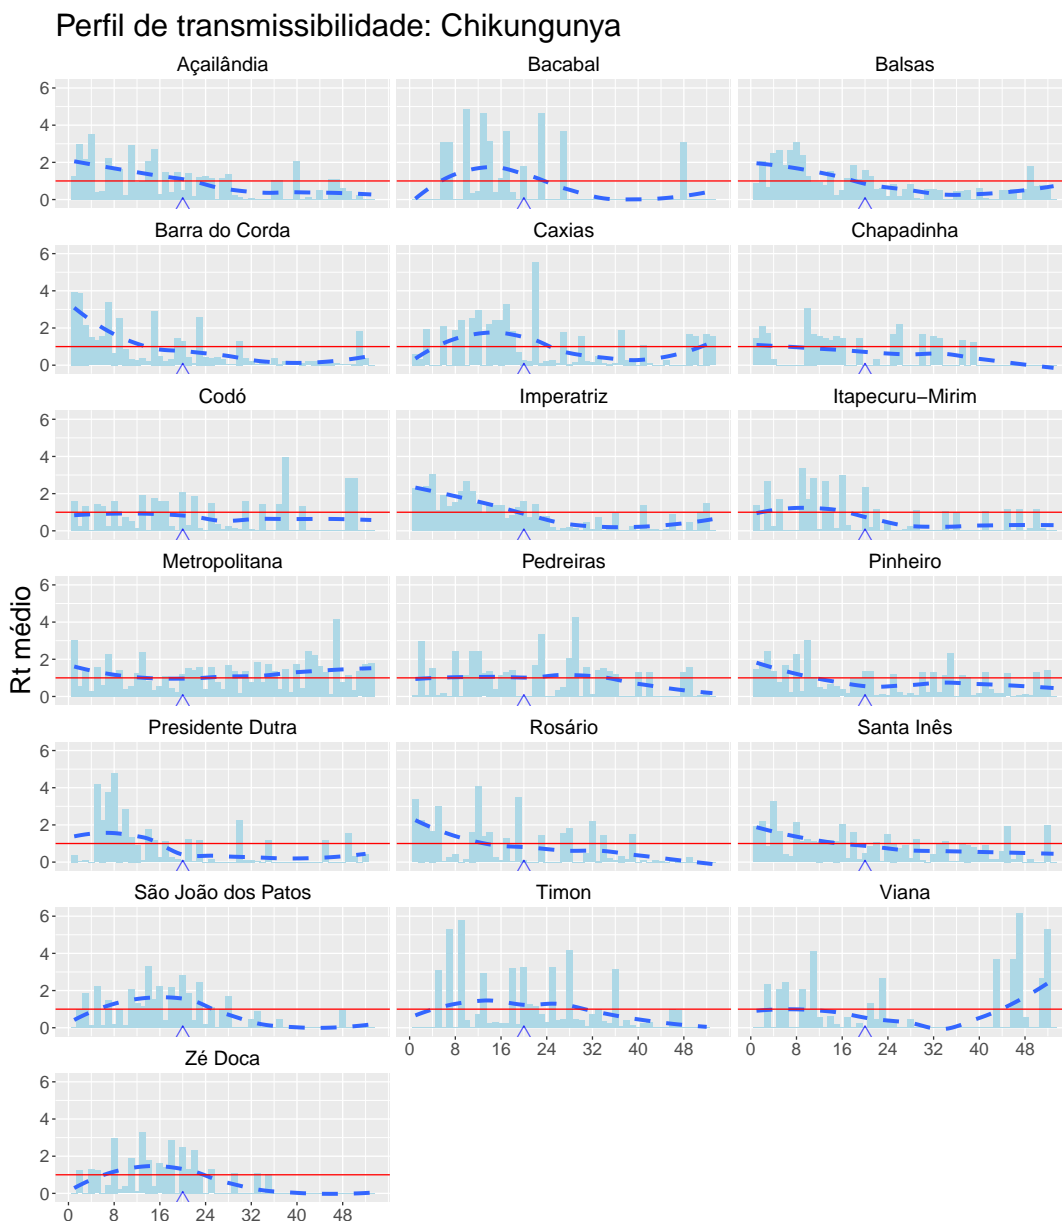 Perfil de transmissibilidade: Chikungunya
Açailândia Bacabal Balsas
6
4
2
0
Barra do Corda Caxias Chapadinha
6
4
2
0
Codó Imperatriz Itapecuru−Mirim
6
4
2
0
Metropolitana Pedreiras Pinheiro
6
4
2
0
Rt médio
Presidente Dutra Rosário Santa Inês
6
4
2
0
São João dos Patos Timon Viana
6
4
2
0
0 8 16 24 32 40 48 0 8 16 24 32 40 48
Zé Doca
6
4
2
0
0 8 16 24 32 40 48